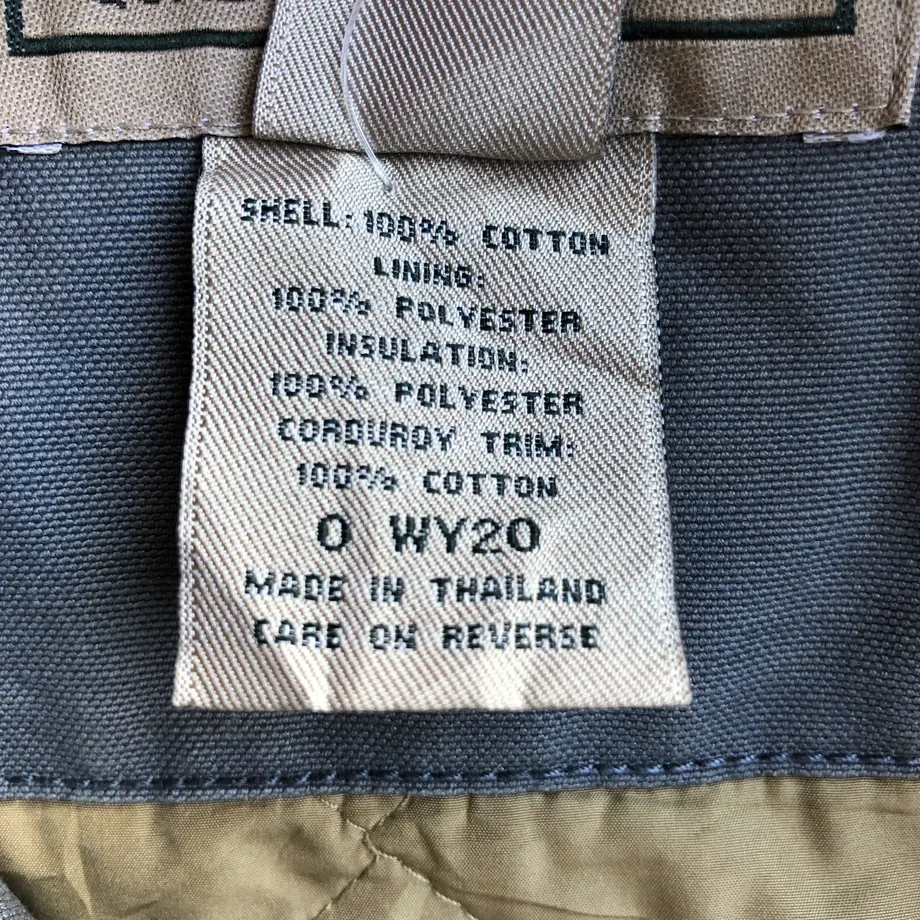 SHELL: 100% COTTON
LINING:
100% POLYESTER
INSULATION:
100% POLYESTER
CORDUROY TRIM:
100% COTTON
0 WY20
MADE IN THAILAND
CARE ON REVERSE